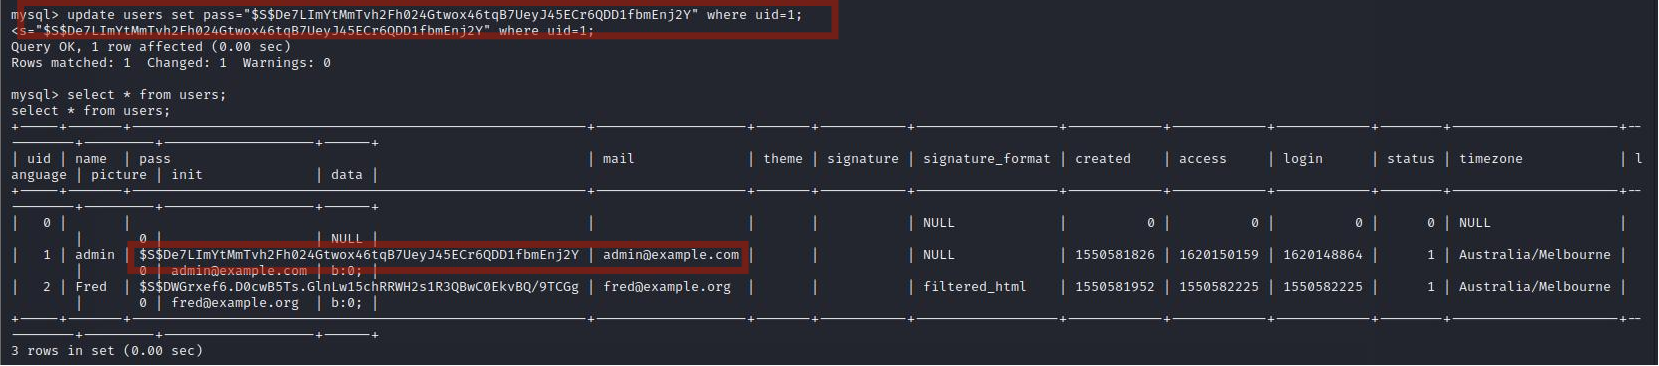 mysql> update users set pass="$S$De7LImYtMmTvh2Fh024Gtwox46tqB7UeyJ45ECr6QDD1fbmEnj2Y" where uid=1;
<s="$S$De7LImYtMmTvh2Fh024Gtwox46tqB7UeyJ45ECr6QDD1fbmEnj2Y" where uid=1;
Query OK, 1 row affected (0.00 sec)
Rows matched: 1  Changed: 1  Warnings: 0
mysql> select * from users;
select * from users;
| uid | name  | pass | mail | theme | signature | signature_format | created | access | login | status | timezone | l
anguage | picture | init | data |
| 0 | | | | | | NULL | 0 | 0 | 0 | 0 | NULL |
| 0 | | NULL |
| 1 | admin | $S$De7LImYtMmTvh2Fh024Gtwox46tqB7UeyJ45ECr6QDD1fbmEnj2Y | admin@example.com | | | NULL | 1550581826 | 1620150159 | 1620148864 | 1 | Australia/Melbourne |
| 0 | admin@example.com | b:0; |
| 2 | Fred | $S$DWGrxef6.D0cwB5Ts.GlnLw15chRRWH2s1R3QBwC0EkvBQ/9TCGg | fred@example.org | | | filtered_html | 1550581952 | 1550582225 | 1550582225 | 1 | Australia/Melbourne |
| 0 | fred@example.org | b:0; |
3 rows in set (0.00 sec)